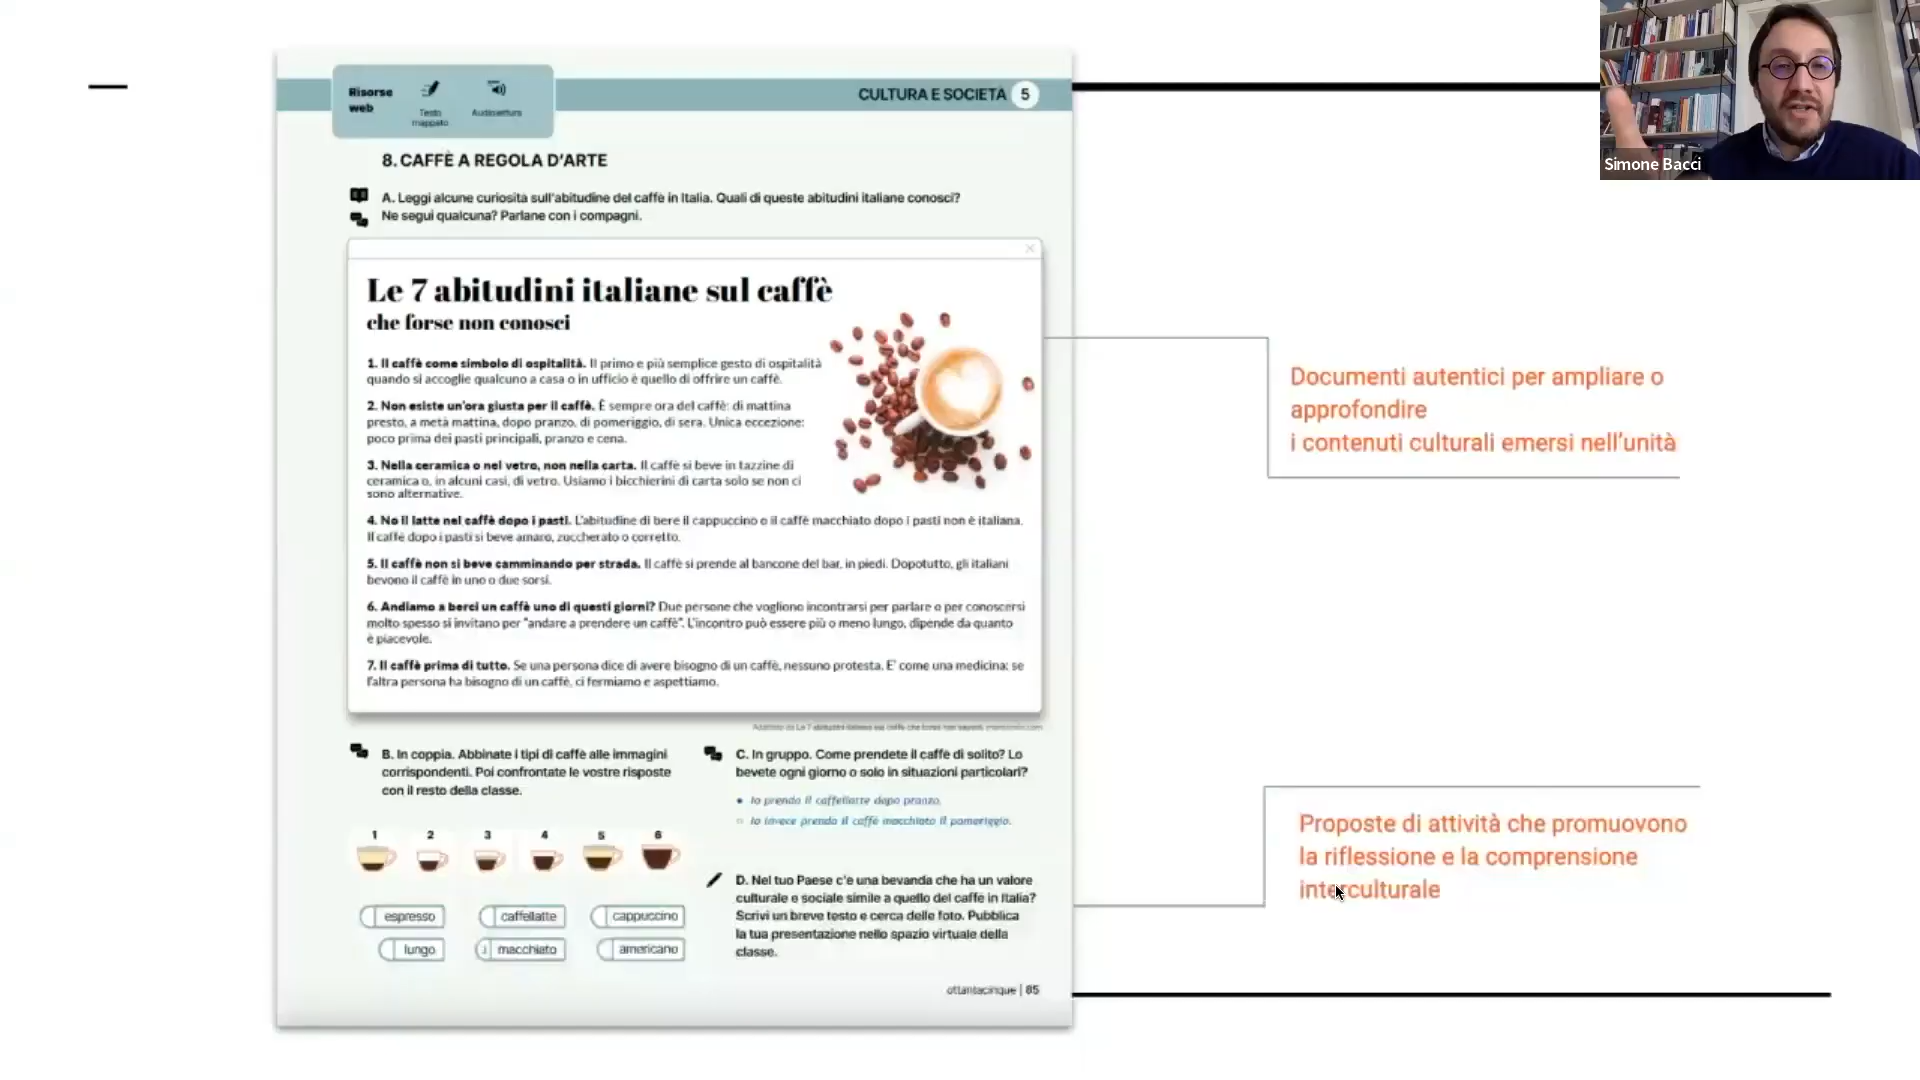 Risorse
web
Testo
mappato
Audiolettura
CULTURA E SOCIETÀ 5
8. CAFFÈ A REGOLA D'ARTE
A. Leggi alcune curiosità sull'abitudine del caffè in Italia. Quali di queste abitudini italiane conosci?
Ne segui qualcuna? Parlane con i compagni.
Le 7 abitudini italiane sul caffè
che forse non conosci
1. Il caffè come simbolo di ospitalità. Il primo e più semplice gesto di ospitalità
quando si accoglie qualcuno a casa o in ufficio è quello di offrire un caffè.
2. Non esiste un'ora giusta per il caffè. È sempre ora del caffè: di mattina
presto, a metà mattina, dopo pranzo, di pomeriggio, di sera. Unica eccezione:
poco prima dei pasti principali, pranzo e cena.
3. Nella ceramica o nel vetro, non nella carta. Il caffè si beve in tazzine di
ceramica o, in alcuni casi, di vetro. Usiamo i bicchierini di carta solo se non ci
sono alternative.
4. No il latte nel caffè dopo i pasti. L'abitudine di bere il cappuccino o il caffè macchiato dopo i pasti non è italiana.
Il caffè dopo i pasti si beve amaro, zuccherato o corretto.
5. Il caffè non si beve camminando per strada. Il caffè si prende al bancone del bar, in piedi. Dopotutto, gli italiani
bevono il caffè in uno o due sorsi.
6. Andiamo a berci un caffè uno di questi giorni? Due persone che vogliono incontrarsi per parlare o per conoscersi
molto spesso si invitano per "andare a prendere un caffè". L'incontro può essere più o meno lungo, dipende da quanto
è piacevole.
7. Il caffè prima di tutto. Se una persona dice di avere bisogno di un caffè, nessuno protesta. E' come una medicina: se
l'altra persona ha bisogno di un caffè, ci fermiamo e aspettiamo.
Adattato da Le 7 abitudini italiane sul caffè che forse non conosci,
B. In coppia. Abbinate i tipi di caffè alle immagini
corrispondenti. Poi confrontate le vostre risposte
con il resto della classe.
1 2 3 4 5 6
espresso caffellatte cappuccino
lungo 3 macchiato americano
C. In gruppo. Come prendete il caffè di solito? Lo
bevete ogni giorno o solo in situazioni particolari?
• Io prendo il caffellatte dopo pranzo.
○ Io invece prendo il caffè macchiato il pomeriggio.
D. Nel tuo Paese c'è una bevanda che ha un valore
culturale e sociale simile a quello del caffè in Italia?
Scrivi un breve testo e cerca delle foto. Pubblica
la tua presentazione nello spazio virtuale della
classe.
ottantacinque | 85
Documenti autentici per ampliare o
approfondire
i contenuti culturali emersi nell'unità
Proposte di attività che promuovono
la riflessione e la comprensione
interculturale
Simone Bacci